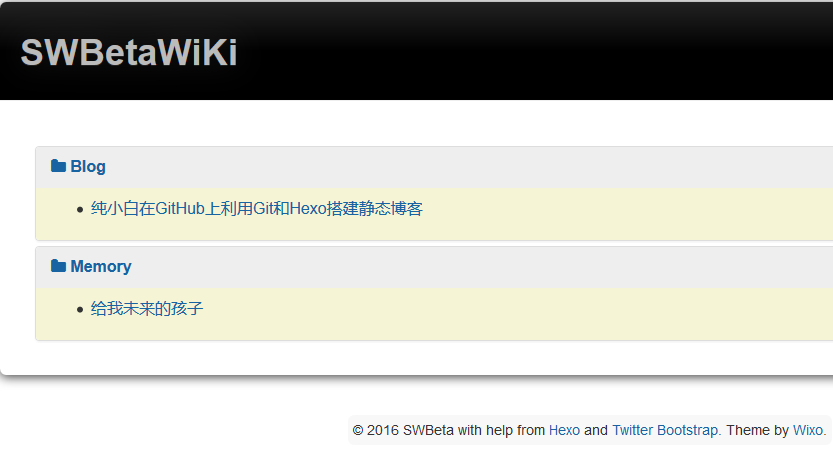 SWBetaWiKi
Blog
纯小白在GitHub上利用Git和Hexo搭建静态博客
Memory
给我未来的孩子
© 2016 SWBeta with help from Hexo and Twitter Bootstrap. Theme by Wixo.